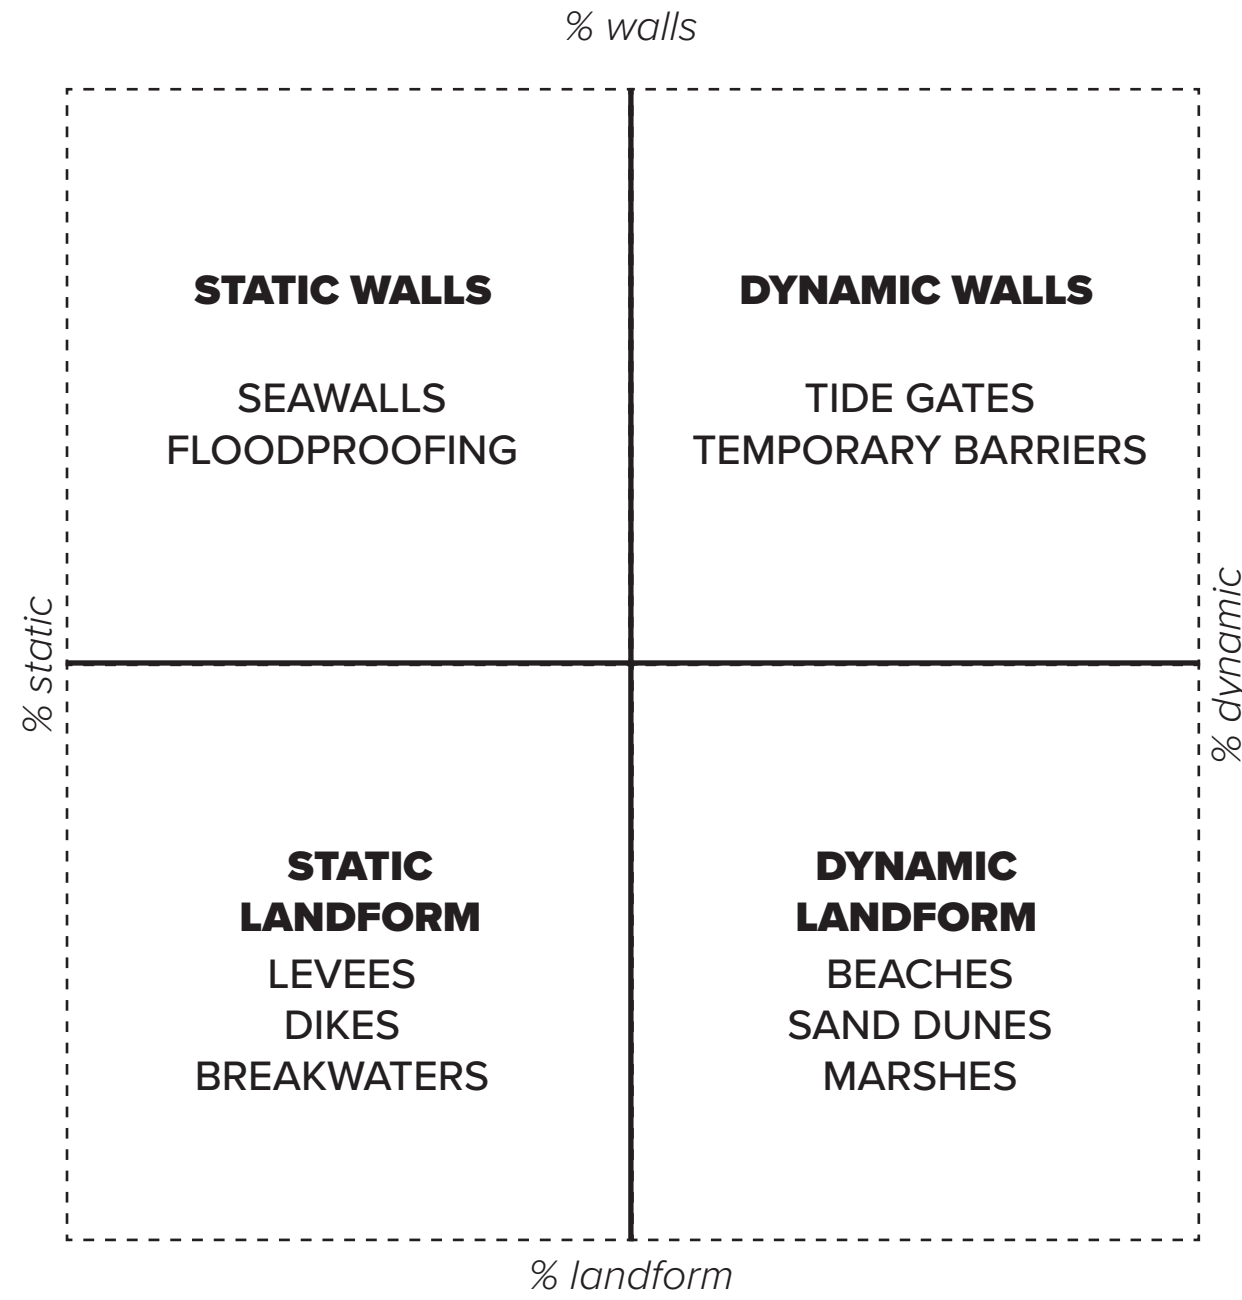 % walls
STATIC WALLS
SEAWALLS
FLOODPROOFING
DYNAMIC WALLS
TIDE GATES
TEMPORARY BARRIERS
% static
% dynamic
STATIC
LANDFORM
LEVEES
DIKES
BREAKWATERS
DYNAMIC
LANDFORM
BEACHES
SAND DUNES
MARSHES
% landform